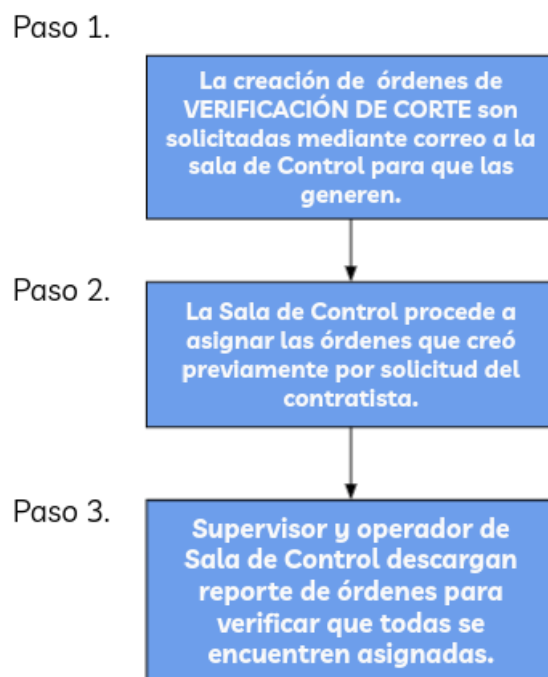 Paso 1.
La creación de órdenes de
VERIFICACIÓN DE CORTE son
solicitadas mediante correo a la
sala de Control para que las
generen.
Paso 2.
La Sala de Control procede a
asignar las órdenes que creó
previamente por solicitud del
contratista.
Paso 3.
Supervisor y operador de
Sala de Control descargan
reporte de órdenes para
verificar que todas se
encuentren asignadas.